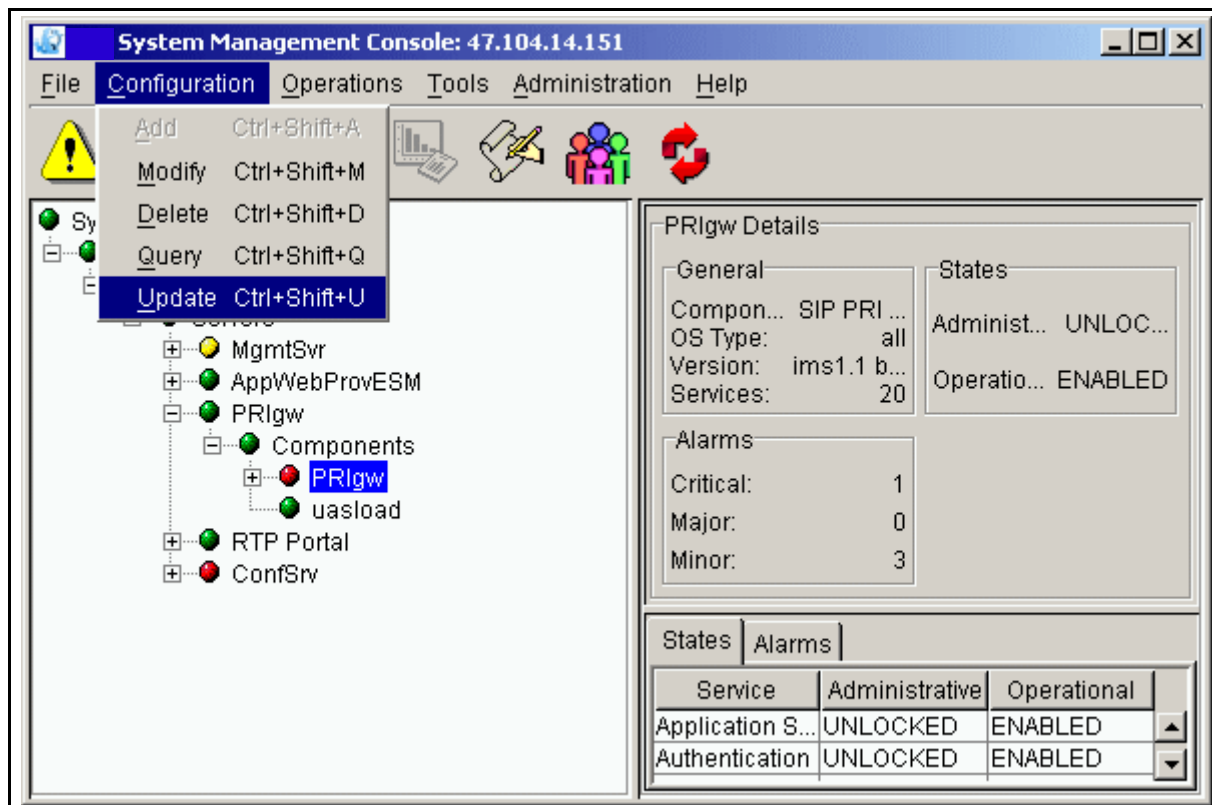 System Management Console: 47.104.14.151
File Configuration Operations Tools Administration Help
Add Ctrl+Shift+A
Modify Ctrl+Shift+M
Delete Ctrl+Shift+D
Query Ctrl+Shift+Q
Update Ctrl+Shift+U
Sy
Servers
MgmtSvr
AppWebProvESM
PRIgw
Components
PRIgw
uasload
RTP Portal
ConfSrv
PRIgw Details
General
Compon... SIP PRI ...
OS Type: all
Version: ims1.1 b...
Services: 20
States
Administ... UNLOC...
Operatio... ENABLED
Alarms
Critical: 1
Major: 0
Minor: 3
States Alarms
Service Administrative Operational
Application S... UNLOCKED ENABLED
Authentication UNLOCKED ENABLED